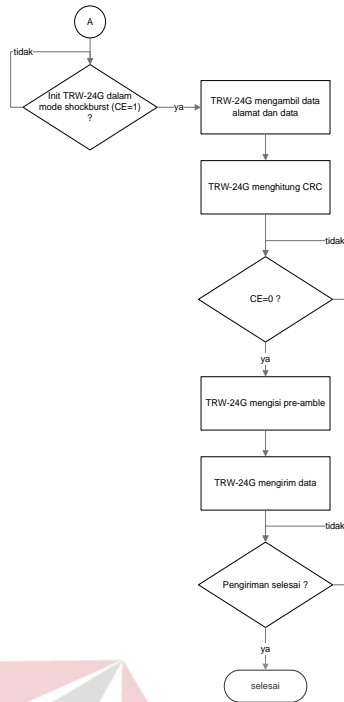 A
tidak
Init TRW-24G dalam
mode shockburst (CE=1)
?
ya
TRW-24G mengambil data
alamat dan data
TRW-24G menghitung CRC
tidak
CE=0 ?
ya
TRW-24G mengisi pre-amble
TRW-24G mengirim data
tidak
Pengiriman selesai ?
ya
selesai